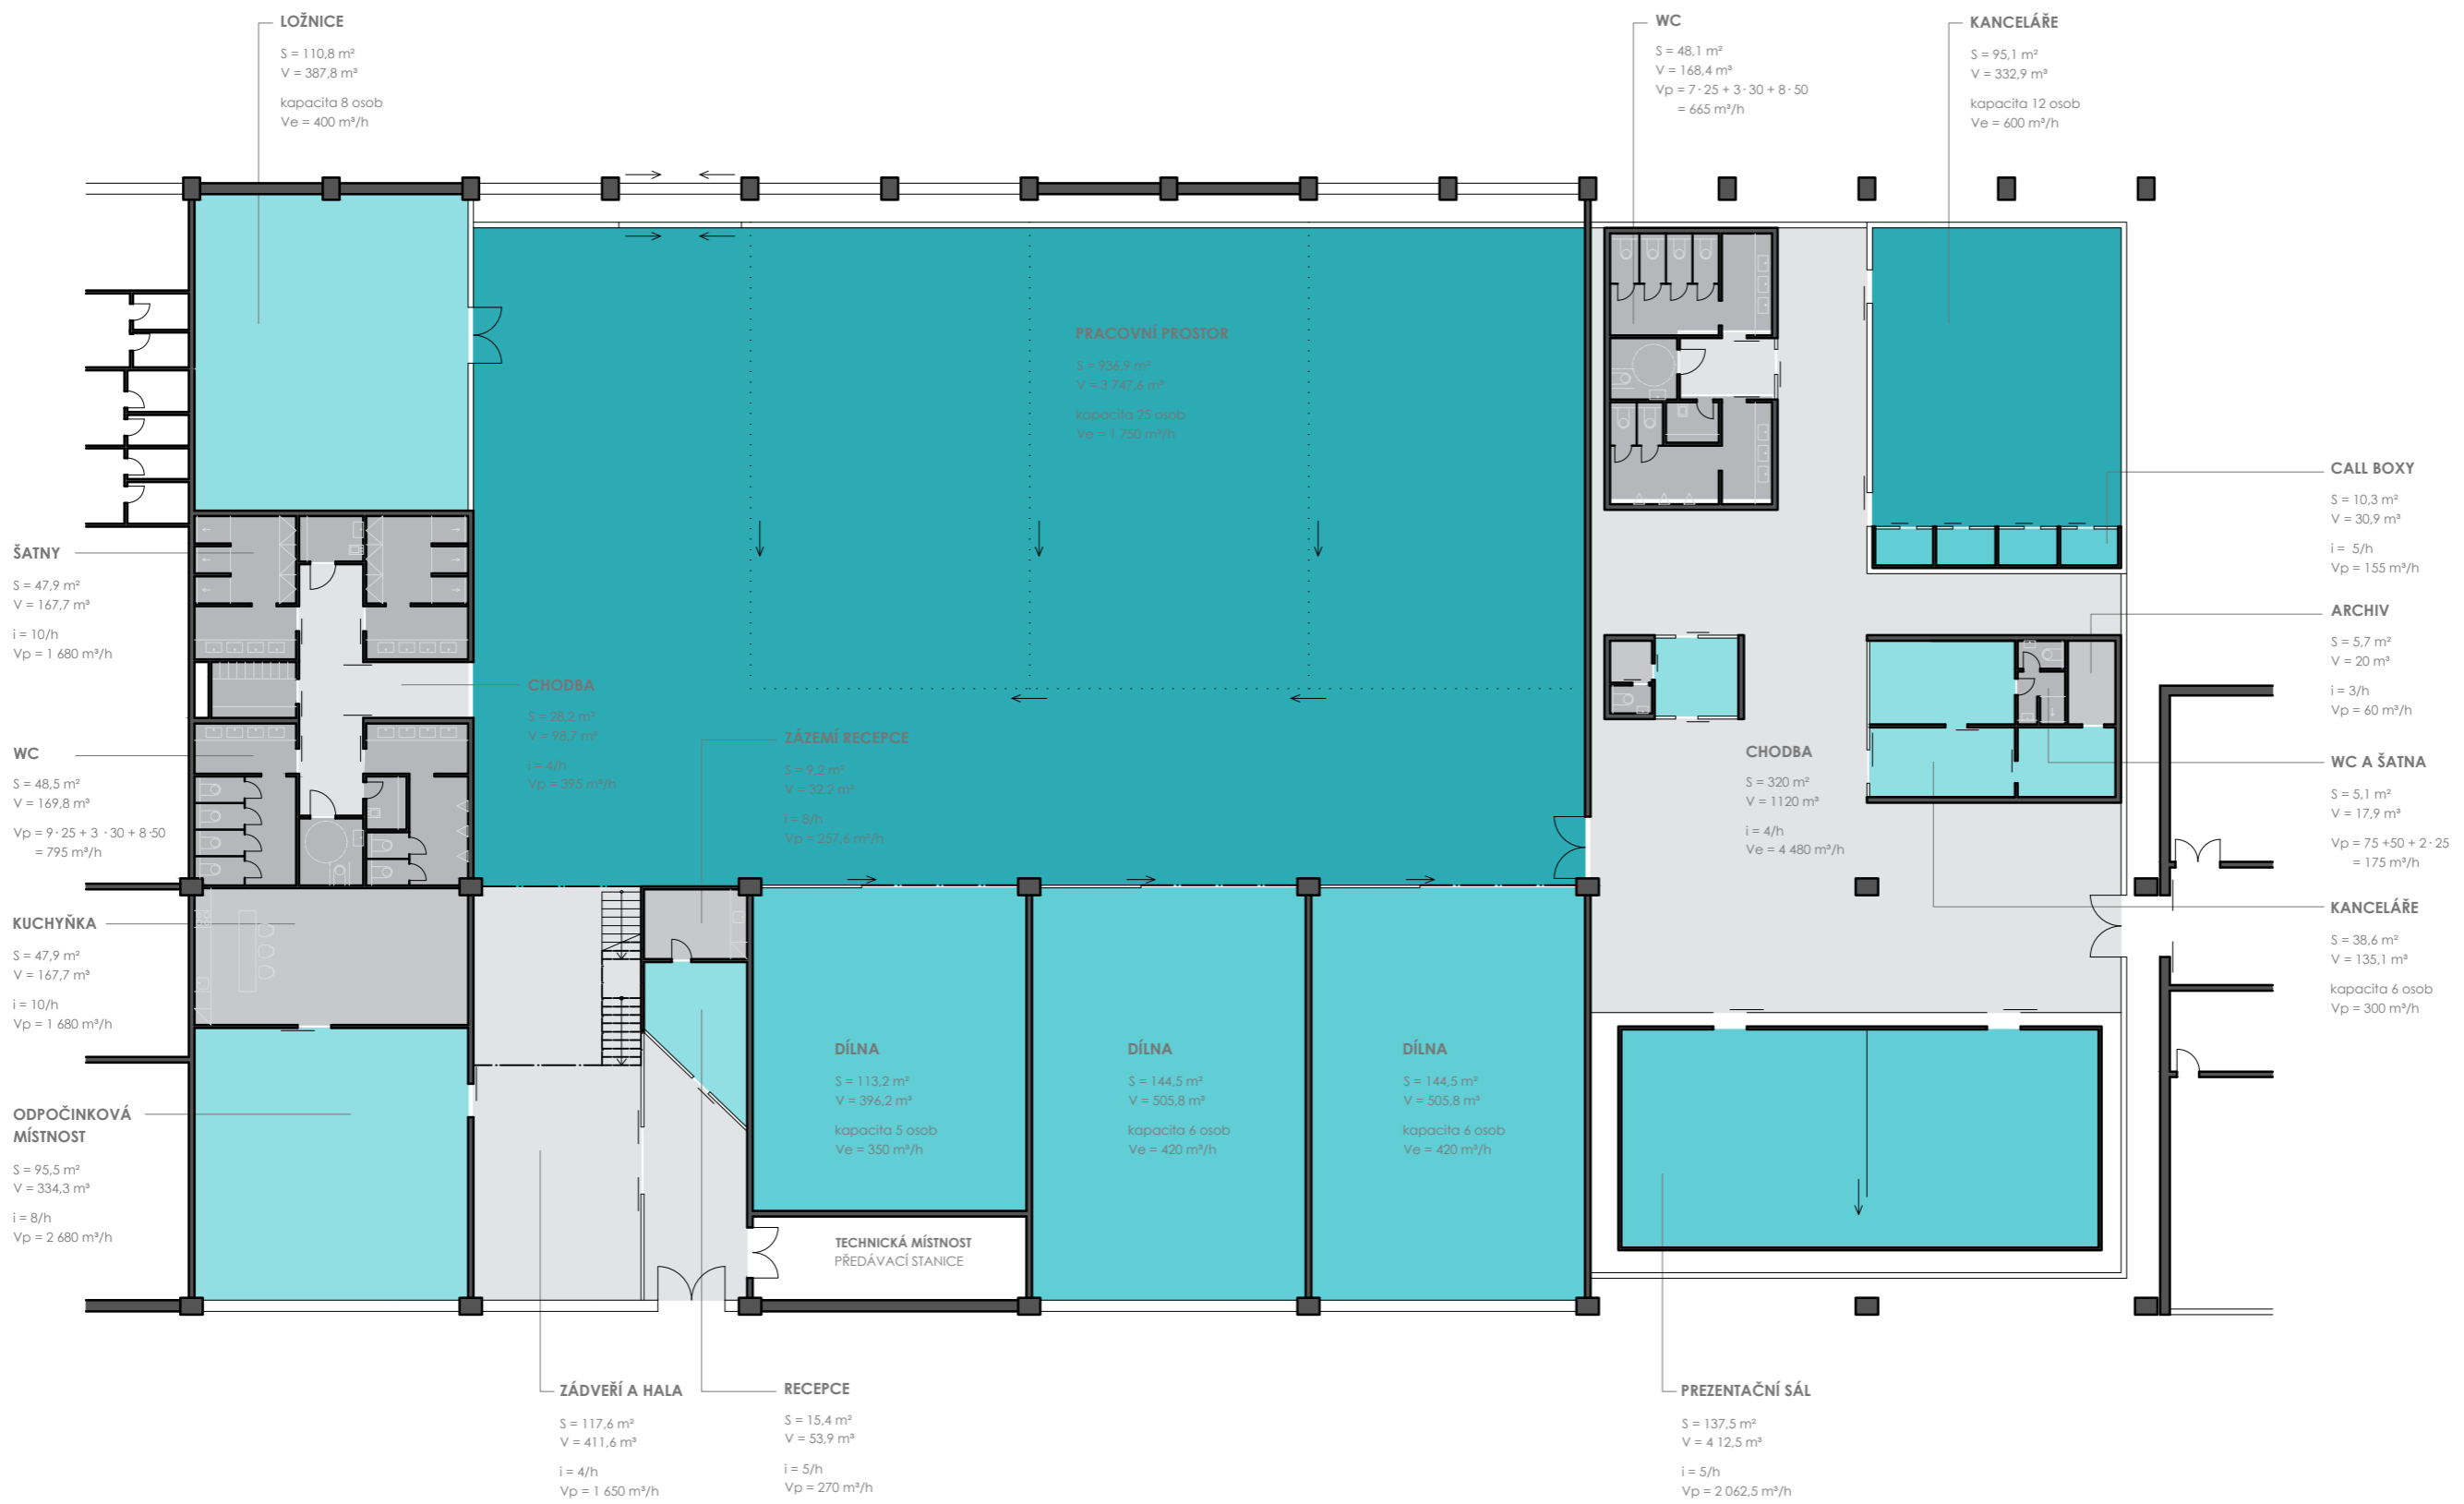 LOŽNICE
S = 110,8 m²
V = 387,8 m³
kapacita 8 osob
Ve = 400 m³/h
WC
S = 48,1 m²
V = 168,4 m³
Vp = 7 · 25 + 3 · 30 + 8 · 50
= 665 m³/h
KANCELÁŘE
S = 95,1 m²
V = 332,9 m³
kapacita 12 osob
Ve = 600 m³/h
PRACOVNÍ PROSTOR
S = 936,9 m²
V = 3 747,6 m³
kapacita 25 osob
Ve = 1 750 m³/h
CALL BOXY
S = 10,3 m²
V = 30,9 m³
i = 5/h
Vp = 155 m³/h
ŠATNY
S = 47,9 m²
V = 167,7 m³
i = 10/h
Vp = 1 680 m³/h
ARCHIV
S = 5,7 m²
V = 20 m³
i = 3/h
Vp = 60 m³/h
CHODBA
S = 28,2 m²
V = 98,7 m³
i = 4/h
Vp = 395 m³/h
ZÁZEMÍ RECEPCE
S = 9,2 m²
V = 32,2 m³
i = 8/h
Vp = 257,6 m³/h
WC
S = 48,5 m²
V = 169,8 m³
Vp = 9 · 25 + 3 · 30 + 8 · 50
= 795 m³/h
CHODBA
S = 320 m²
V = 1120 m³
i = 4/h
Ve = 4 480 m³/h
WC A ŠATNA
S = 5,1 m²
V = 17,9 m³
Vp = 75 +50 + 2 · 25
= 175 m³/h
KUCHYŇKA
S = 47,9 m²
V = 167,7 m³
i = 10/h
Vp = 1 680 m³/h
KANCELÁŘE
S = 38,6 m²
V = 135,1 m³
kapacita 6 osob
Vp = 300 m³/h
DÍLNA
S = 113,2 m²
V = 396,2 m³
kapacita 5 osob
Ve = 350 m³/h
DÍLNA
S = 144,5 m²
V = 505,8 m³
kapacita 6 osob
Ve = 420 m³/h
DÍLNA
S = 144,5 m²
V = 505,8 m³
kapacita 6 osob
Ve = 420 m³/h
ODPOČINKOVÁ
MÍSTNOST
S = 95,5 m²
V = 334,3 m³
i = 8/h
Vp = 2 680 m³/h
TECHNICKÁ MÍSTNOST
PŘEDÁVACÍ STANICE
ZÁDVEŘÍ A HALA
S = 117,6 m²
V = 411,6 m³
i = 4/h
Vp = 1 650 m³/h
RECEPCE
S = 15,4 m²
V = 53,9 m³
i = 5/h
Vp = 270 m³/h
PREZENTAČNÍ SÁL
S = 137,5 m²
V = 4 12,5 m³
i = 5/h
Vp = 2 062,5 m³/h